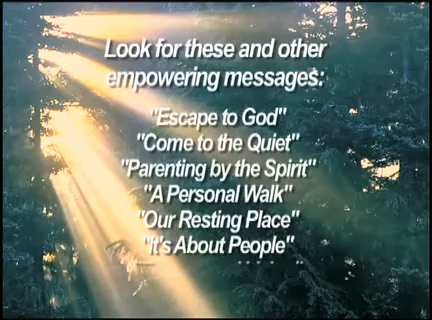 Look for these and other
empowering messages:
"Escape to God"
"Come to the Quiet"
"Parenting by the Spirit"
"A Personal Walk"
"Our Resting Place"
"It's About People"